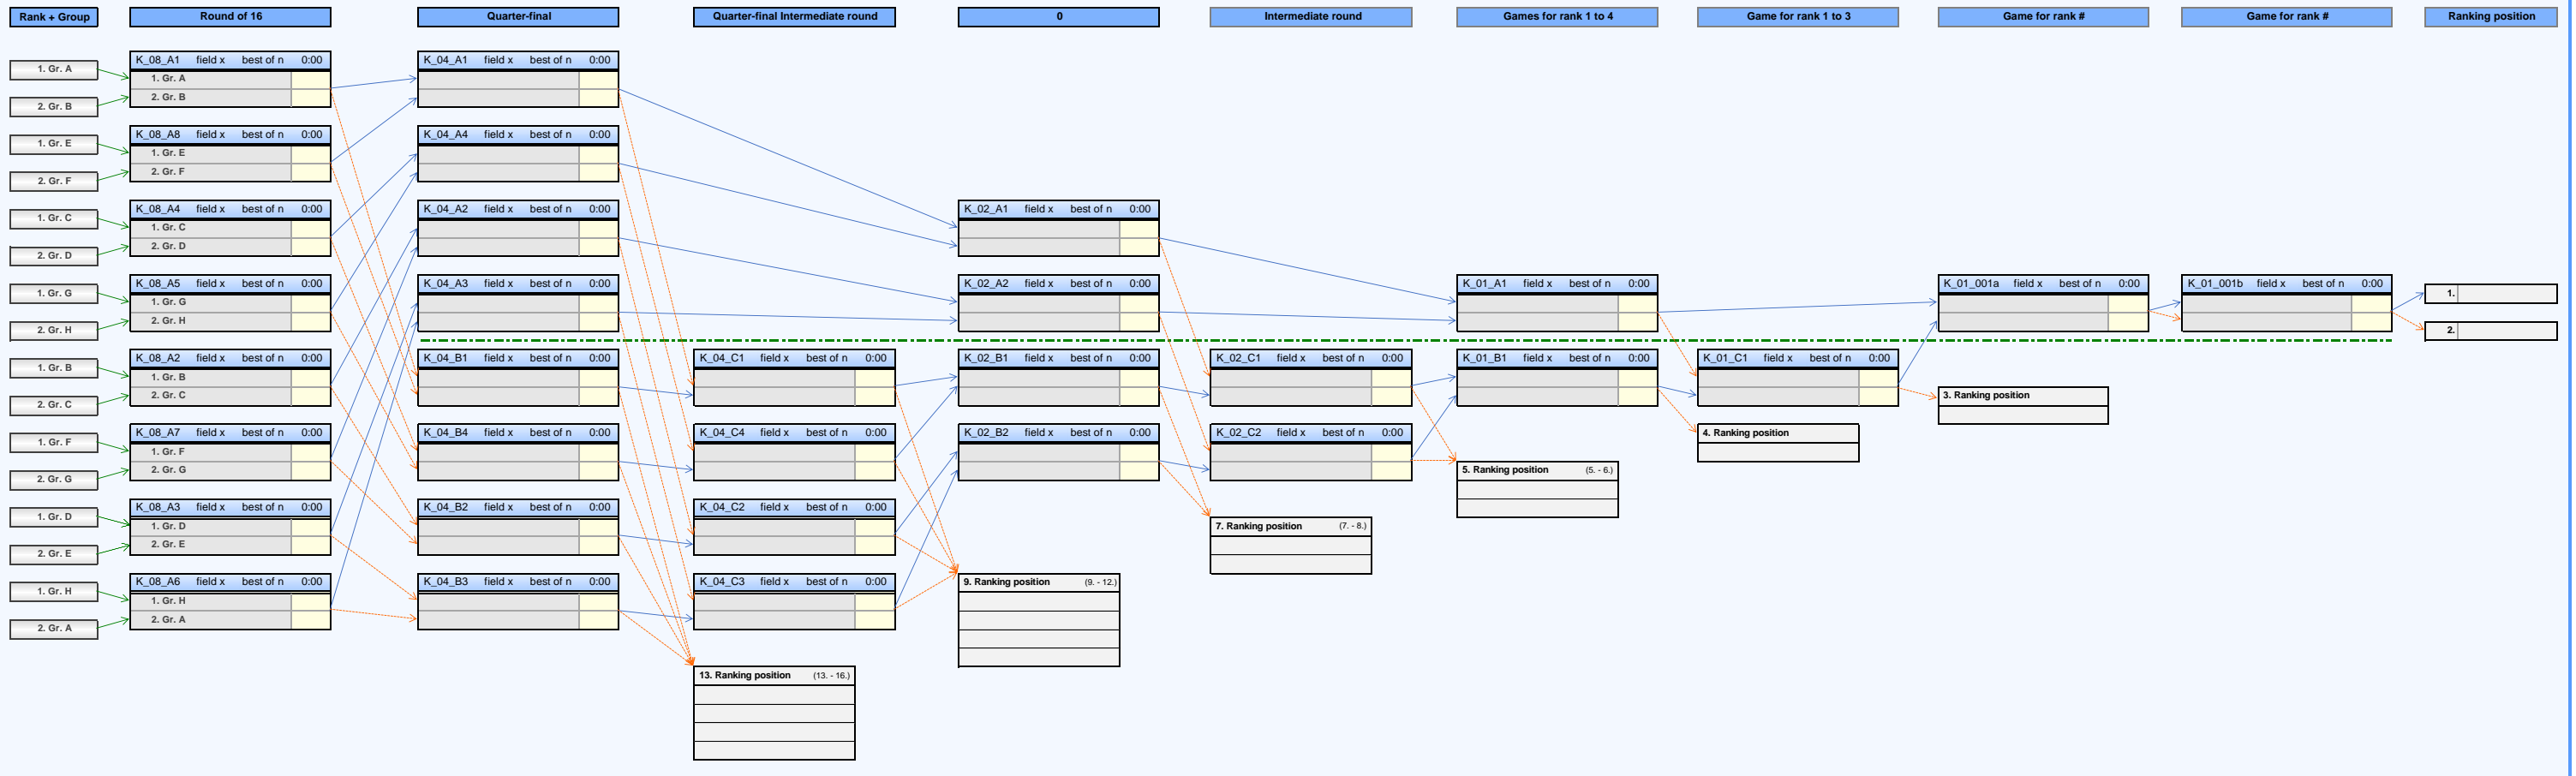 Rank + Group
Round of 16
Quarter-final
Quarter-final Intermediate round
0
Intermediate round
Games for rank 1 to 4
Game for rank 1 to 3
Game for rank #
Game for rank #
Ranking position
1. Gr. A
2. Gr. B
1. Gr. E
2. Gr. F
1. Gr. C
2. Gr. D
1. Gr. G
2. Gr. H
1. Gr. B
2. Gr. C
1. Gr. F
2. Gr. G
1. Gr. D
2. Gr. E
1. Gr. H
2. Gr. A
K_08_A1 field x best of n 0:00
1. Gr. A
2. Gr. B
K_08_A8 field x best of n 0:00
1. Gr. E
2. Gr. F
K_08_A4 field x best of n 0:00
1. Gr. C
2. Gr. D
K_08_A5 field x best of n 0:00
1. Gr. G
2. Gr. H
K_08_A2 field x best of n 0:00
1. Gr. B
2. Gr. C
K_08_A7 field x best of n 0:00
1. Gr. F
2. Gr. G
K_08_A3 field x best of n 0:00
1. Gr. D
2. Gr. E
K_08_A6 field x best of n 0:00
1. Gr. H
2. Gr. A
K_04_A1 field x best of n 0:00
K_04_A4 field x best of n 0:00
K_04_A2 field x best of n 0:00
K_04_A3 field x best of n 0:00
K_04_B1 field x best of n 0:00
K_04_B4 field x best of n 0:00
K_04_B2 field x best of n 0:00
K_04_B3 field x best of n 0:00
K_04_C1 field x best of n 0:00
K_04_C4 field x best of n 0:00
K_04_C2 field x best of n 0:00
K_04_C3 field x best of n 0:00
13. Ranking position (13. - 16.)
K_02_A1 field x best of n 0:00
K_02_A2 field x best of n 0:00
K_02_B1 field x best of n 0:00
K_02_B2 field x best of n 0:00
9. Ranking position (9. - 12.)
K_02_C1 field x best of n 0:00
K_02_C2 field x best of n 0:00
7. Ranking position (7. - 8.)
K_01_A1 field x best of n 0:00
K_01_B1 field x best of n 0:00
5. Ranking position (5. - 6.)
K_01_C1 field x best of n 0:00
4. Ranking position
K_01_001a field x best of n 0:00
3. Ranking position
K_01_001b field x best of n 0:00
1.
2.